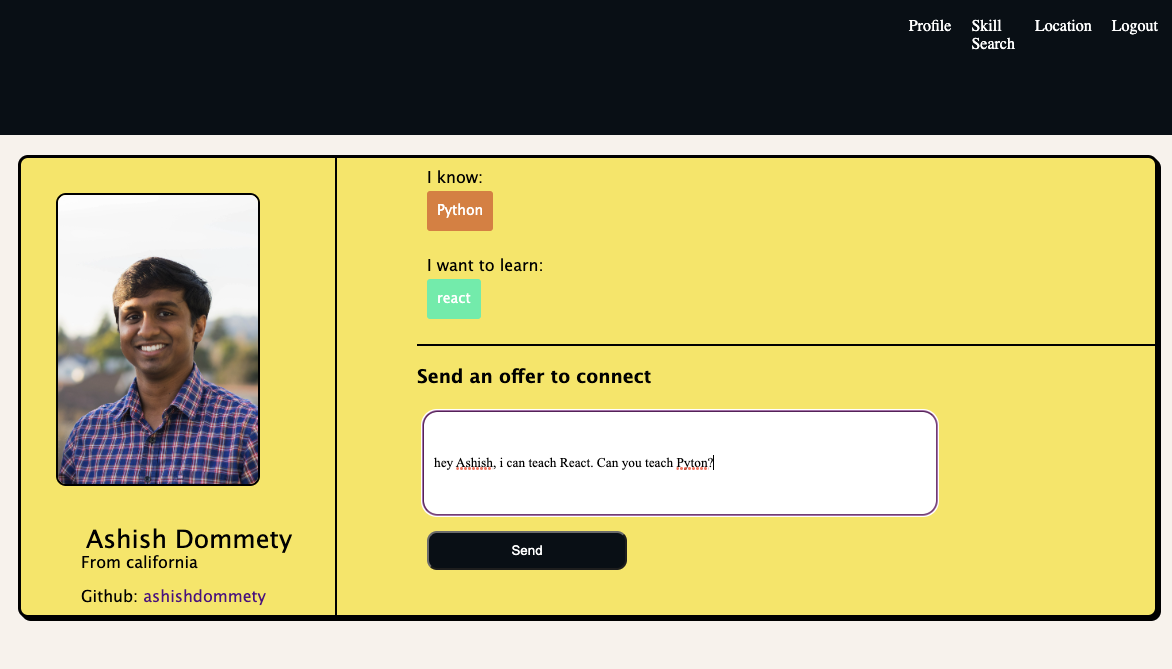 Profile
Skill
Search
Location
Logout
I know:
Python
I want to learn:
react
Send an offer to connect
hey Ashish, i can teach React. Can you teach Pyton?
Send
Ashish Dommety
From california
Github: ashishdommety